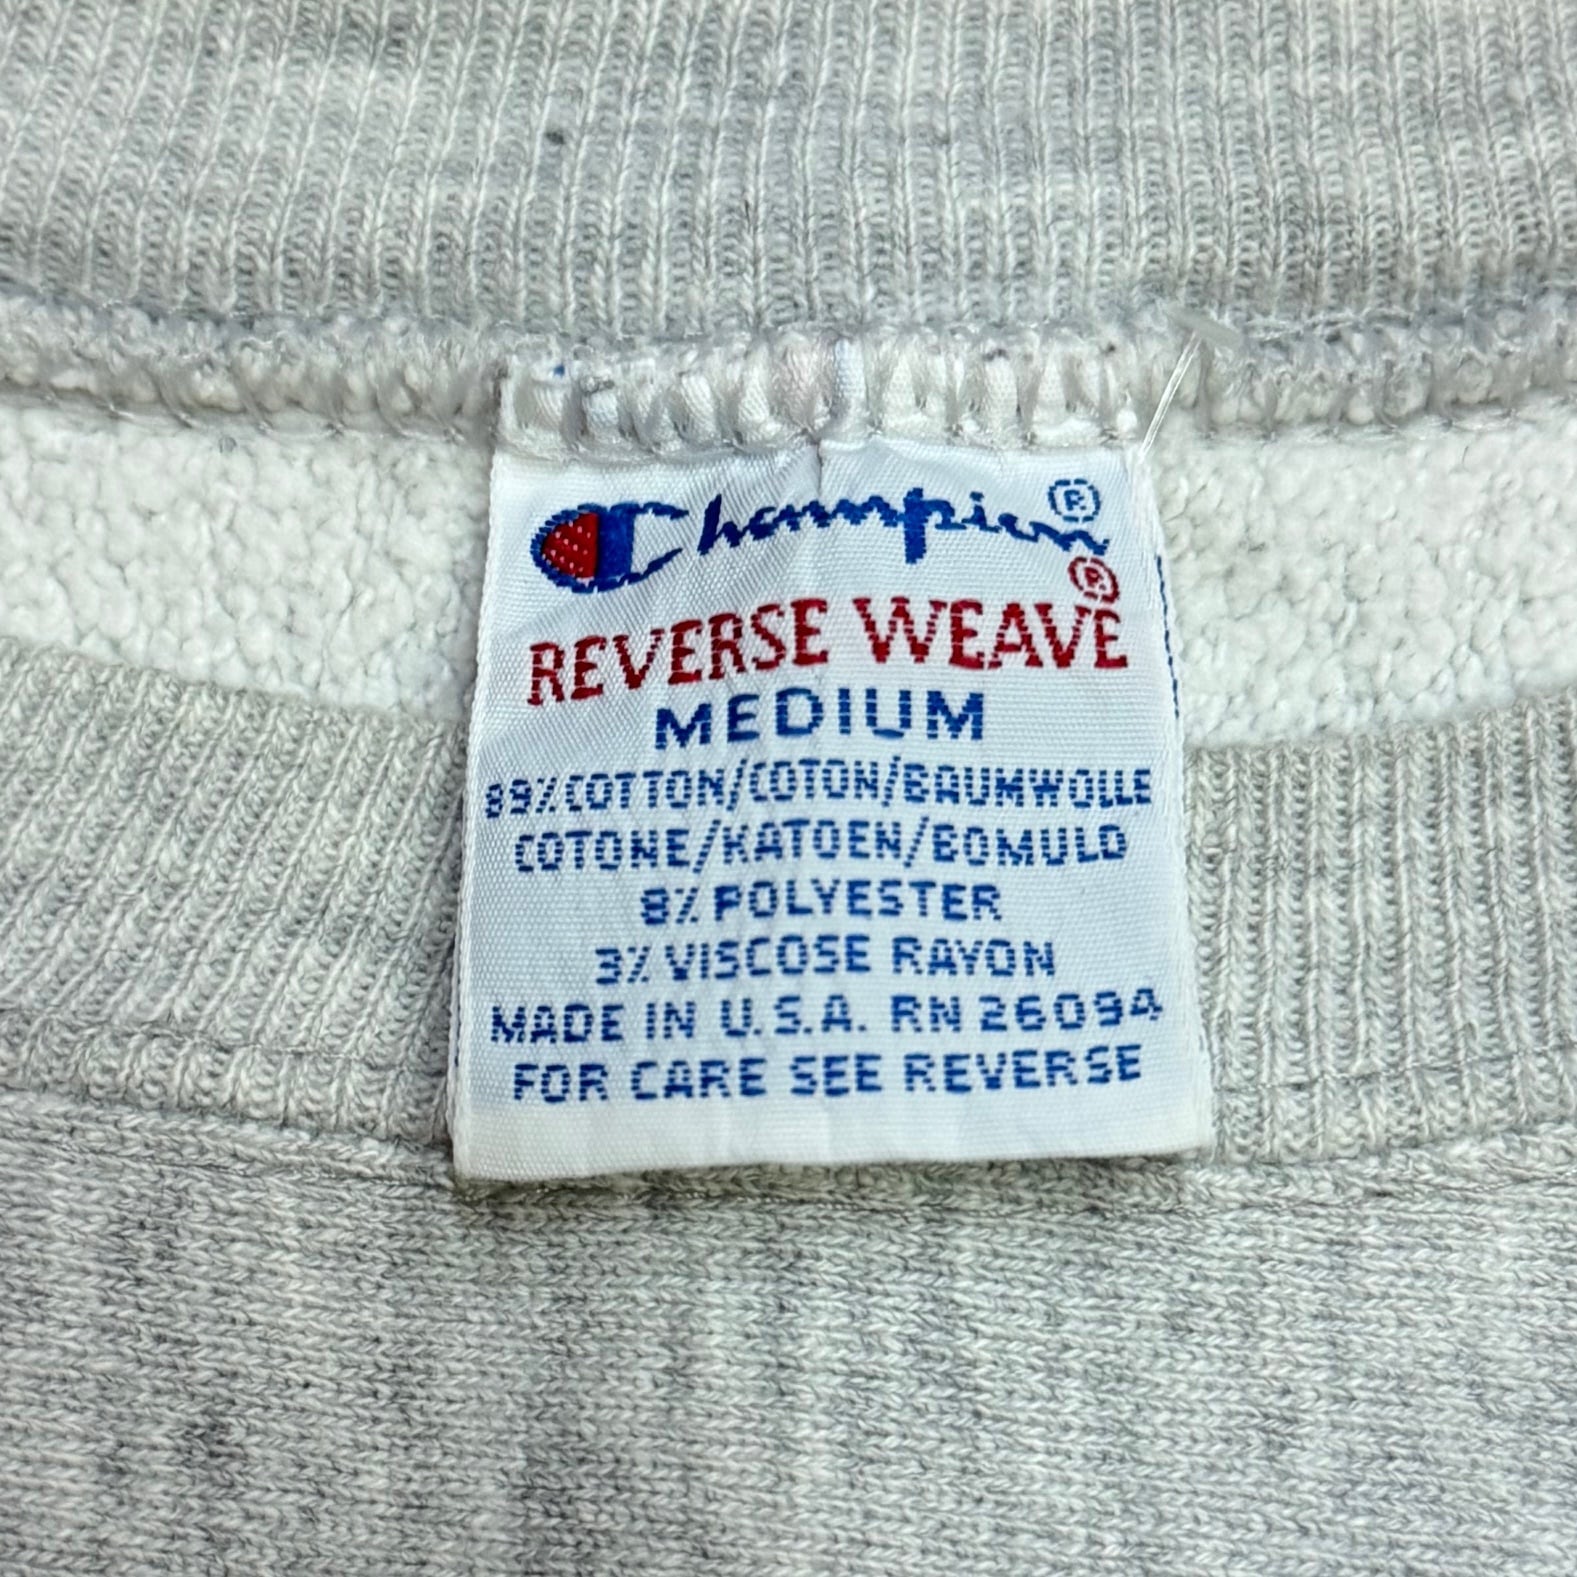 Champion®
REVERSE WEAVE®
MEDIUM
89% COTTON/COTON/BAUMWOLLE
COTONE/KATOEN/BOMULD
8% POLYESTER
3% VISCOSE RAYON
MADE IN U.S.A. RN 26094
FOR CARE SEE REVERSE